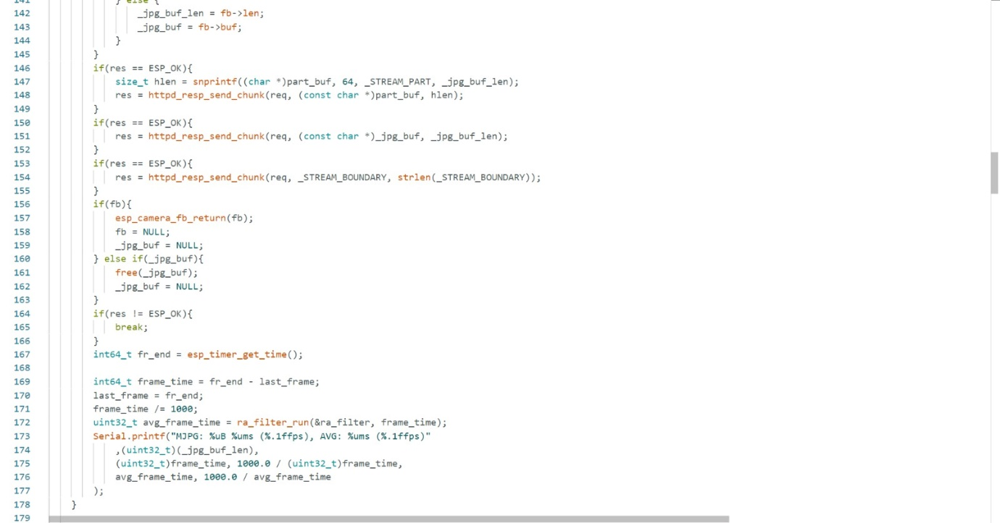 141 } else {
142 _jpg_buf_len = fb->len;
143 _jpg_buf = fb->buf;
144 }
145 }
146 if(res == ESP_OK){
147 size_t hlen = snprintf((char *)part_buf, 64, _STREAM_PART, _jpg_buf_len);
148 res = httpd_resp_send_chunk(req, (const char *)part_buf, hlen);
149 }
150 if(res == ESP_OK){
151 res = httpd_resp_send_chunk(req, (const char *)_jpg_buf, _jpg_buf_len);
152 }
153 if(res == ESP_OK){
154 res = httpd_resp_send_chunk(req, _STREAM_BOUNDARY, strlen(_STREAM_BOUNDARY));
155 }
156 if(fb){
157 esp_camera_fb_return(fb);
158 fb = NULL;
159 _jpg_buf = NULL;
160 } else if(_jpg_buf){
161 free(_jpg_buf);
162 _jpg_buf = NULL;
163 }
164 if(res != ESP_OK){
165 break;
166 }
167 int64_t fr_end = esp_timer_get_time();
168
169 int64_t frame_time = fr_end - last_frame;
170 last_frame = fr_end;
171 frame_time /= 1000;
172 uint32_t avg_frame_time = ra_filter_run(&ra_filter, frame_time);
173 Serial.printf("MJPG: %uB %ums (%.1ffps), AVG: %ums (%.1ffps)"
174 ,(uint32_t)(_jpg_buf_len),
175 (uint32_t)frame_time, 1000.0 / (uint32_t)frame_time,
176 avg_frame_time, 1000.0 / avg_frame_time
177 );
178 }
179